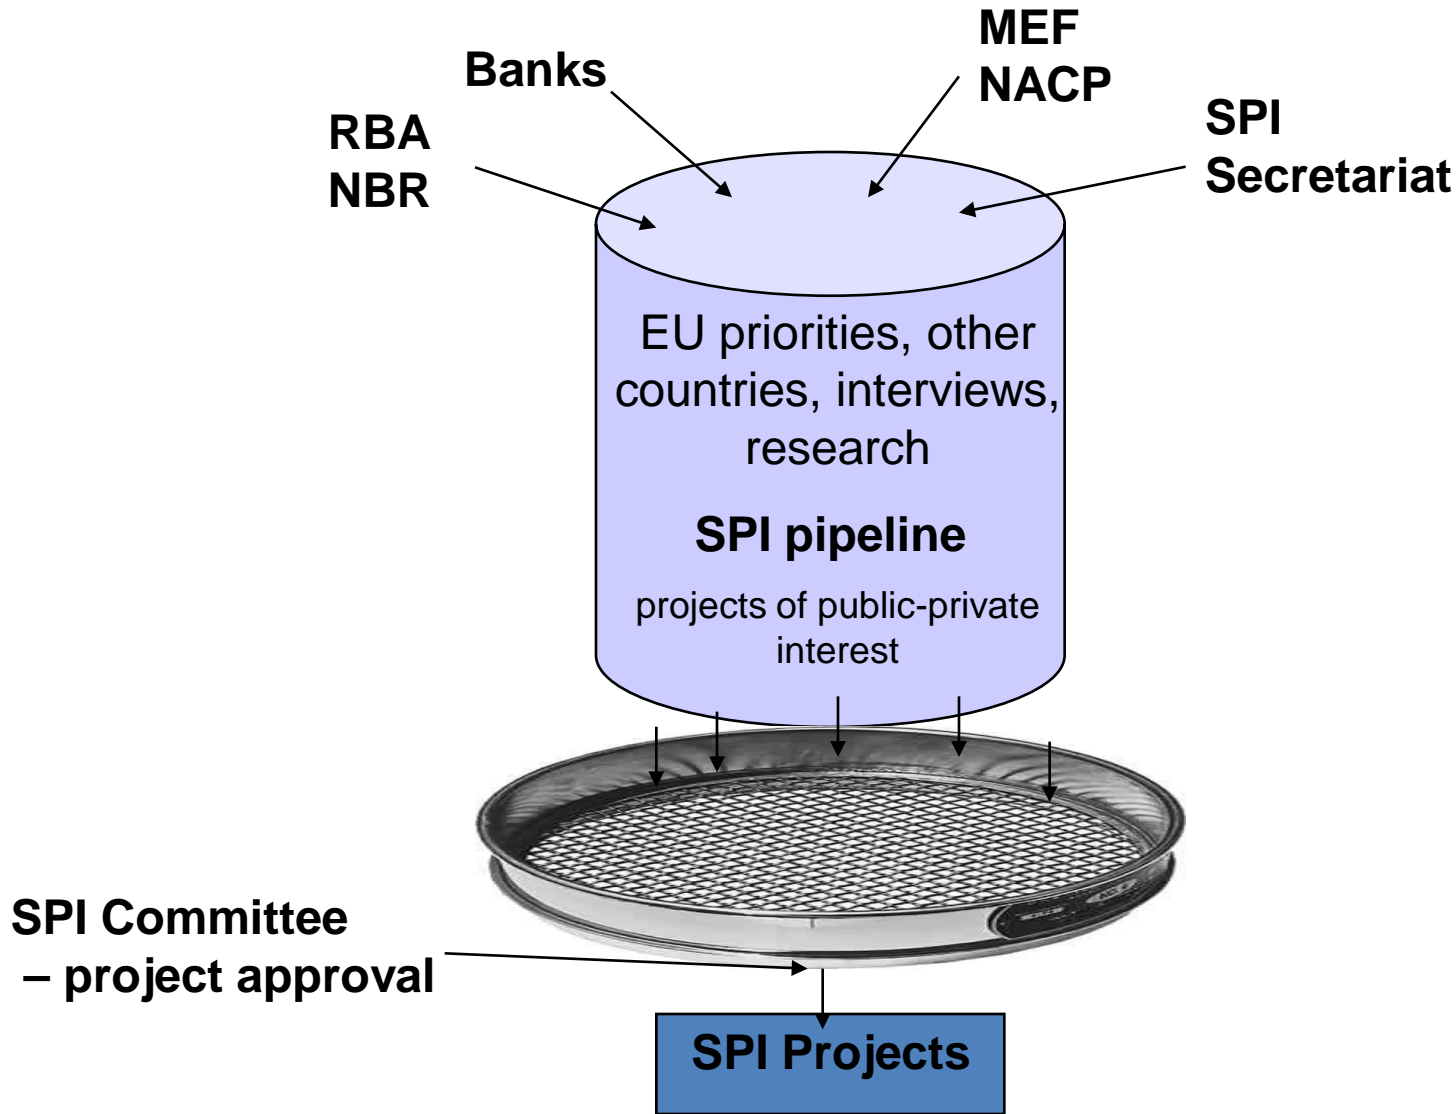 MEF
NACP
Banks
RBA
NBR
SPI
Secretariat
EU priorities, other
countries, interviews,
research
SPI pipeline
projects of public-private
interest
SPI Committee
– project approval
SPI Projects